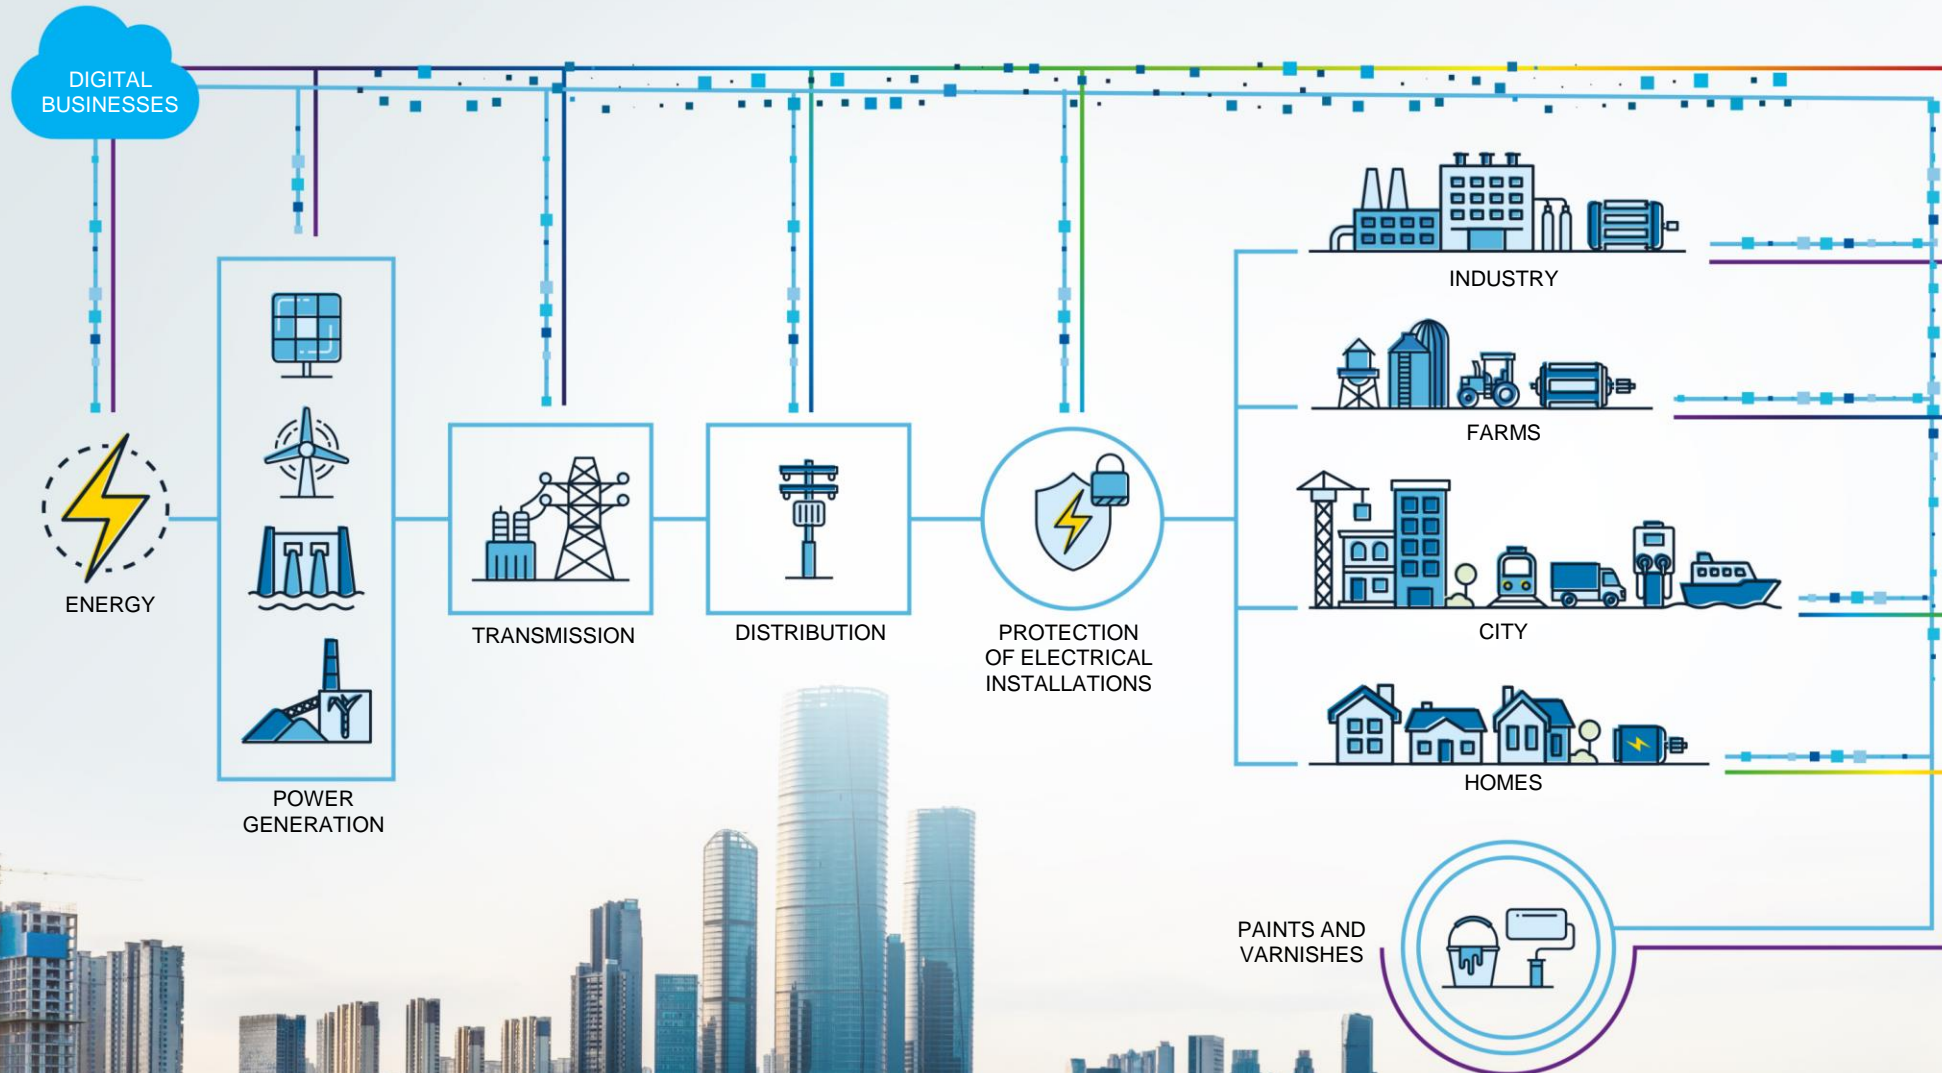 DIGITAL
BUSINESSES
ENERGY
POWER
GENERATION
TRANSMISSION
DISTRIBUTION
PROTECTION
OF ELECTRICAL
INSTALLATIONS
INDUSTRY
FARMS
CITY
HOMES
PAINTS AND
VARNISHES